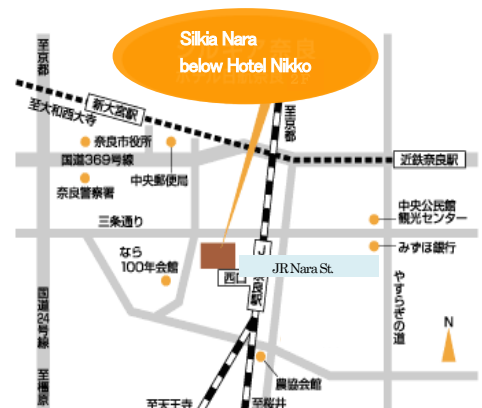 Silkia Nara
below Hotel Nikko
至京都
至京都
新大宮駅
至大和西大寺
奈良市役所
国道369号線
近鉄奈良駅
中央郵便局
奈良警察署
中央公民館
観光センター
三条通り
みずほ銀行
なら
100年会館
JR Nara St.
西口
J
奈良駅
やすらぎの道
国道24号線
N
農協会館
至橿原
至天王寺
至桜井